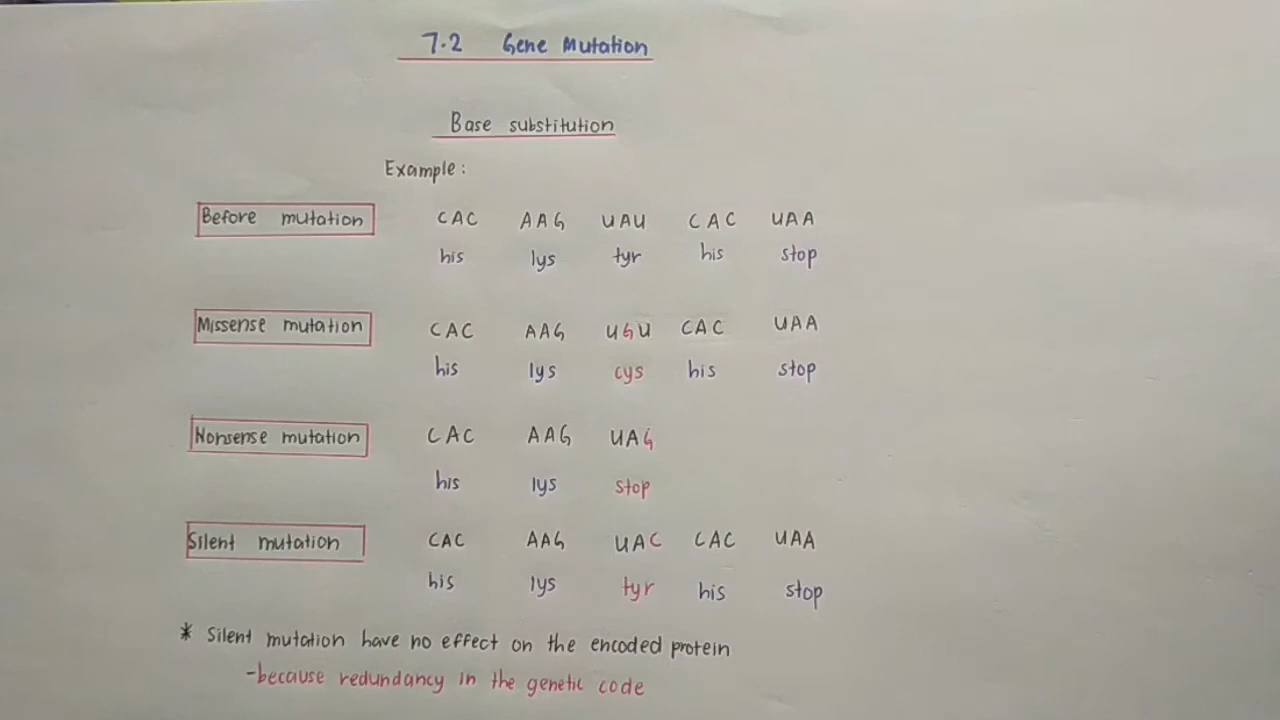 7.2 Gene Mutation
Base substitution
Example:
Before mutation CAC AAG UAU CAC UAA
his lys tyr his stop
Missense mutation CAC AAG UGU CAC UAA
his lys cys his stop
Nonsense mutation CAC AAG UAG
his lys stop
Silent mutation CAC AAG UAC CAC UAA
his lys tyr his stop
* Silent mutation have no effect on the encoded protein
-because redundancy in the genetic code